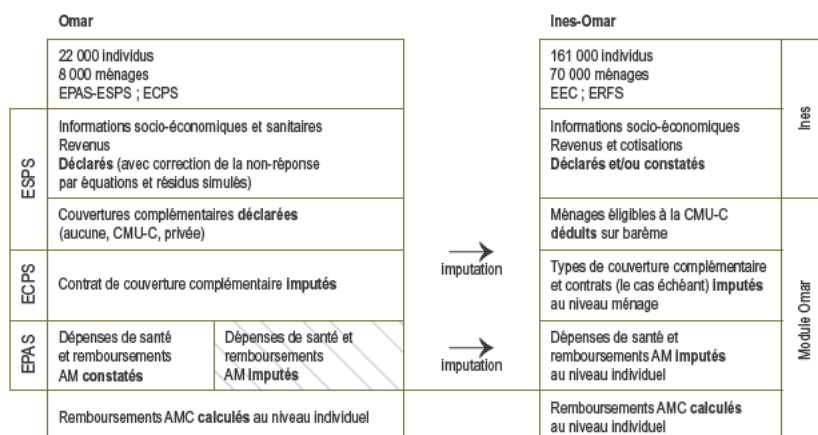 Omar
22 000 individus
8 000 ménages
EPAS-ESPS ; ECPS
ESPS
Informations socio-économiques et sanitaires
Revenus
Déclarés (avec correction de la non-réponse
par équations et résidus simulés)
Couvertures complémentaires déclarées
(aucune, CMU-C, privée)
ECPS
Contrat de couverture complémentaire imputés
EPAS
Dépenses de santé
et remboursements
AM constatés
Dépenses de santé et
remboursements
AM imputés
Remboursements AMC calculés au niveau individuel
imputation
imputation
Ines-Omar
161 000 individus
70 000 ménages
EEC ; ERFS
Informations socio-économiques
Revenus et cotisations
Déclarés et/ou constatés
Ines
Ménages éligibles à la CMU-C
déduits sur barème
Types de couverture complémentaire
et contrats (le cas échéant) imputés
au niveau ménage
Dépenses de santé et
remboursements AM imputés
au niveau individuel
Remboursements AMC calculés
au niveau individuel
Module Omar